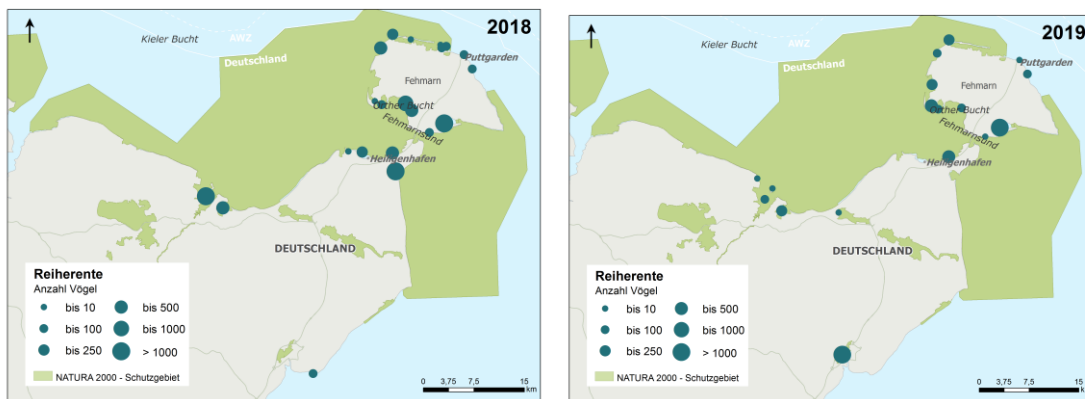 2018
Kieler Bucht
AWZ
Deutschland
Puttgarden
Fehmarn
Orther Bucht
Fehmarnsund
Heiligenhafen
DEUTSCHLAND
Reiherente
Anzahl Vögel
bis 10
bis 500
bis 100
bis 1000
bis 250
> 1000
NATURA 2000 - Schutzgebiet
0 3,75 7,5 15
km
2019
Kieler Bucht
AWZ
Deutschland
Puttgarden
Fehmarn
Orther Bucht
Fehmarnsund
Heiligenhafen
DEUTSCHLAND
Reiherente
Anzahl Vögel
bis 10
bis 500
bis 100
bis 1000
bis 250
> 1000
NATURA 2000 - Schutzgebiet
0 3,75 7,5 15